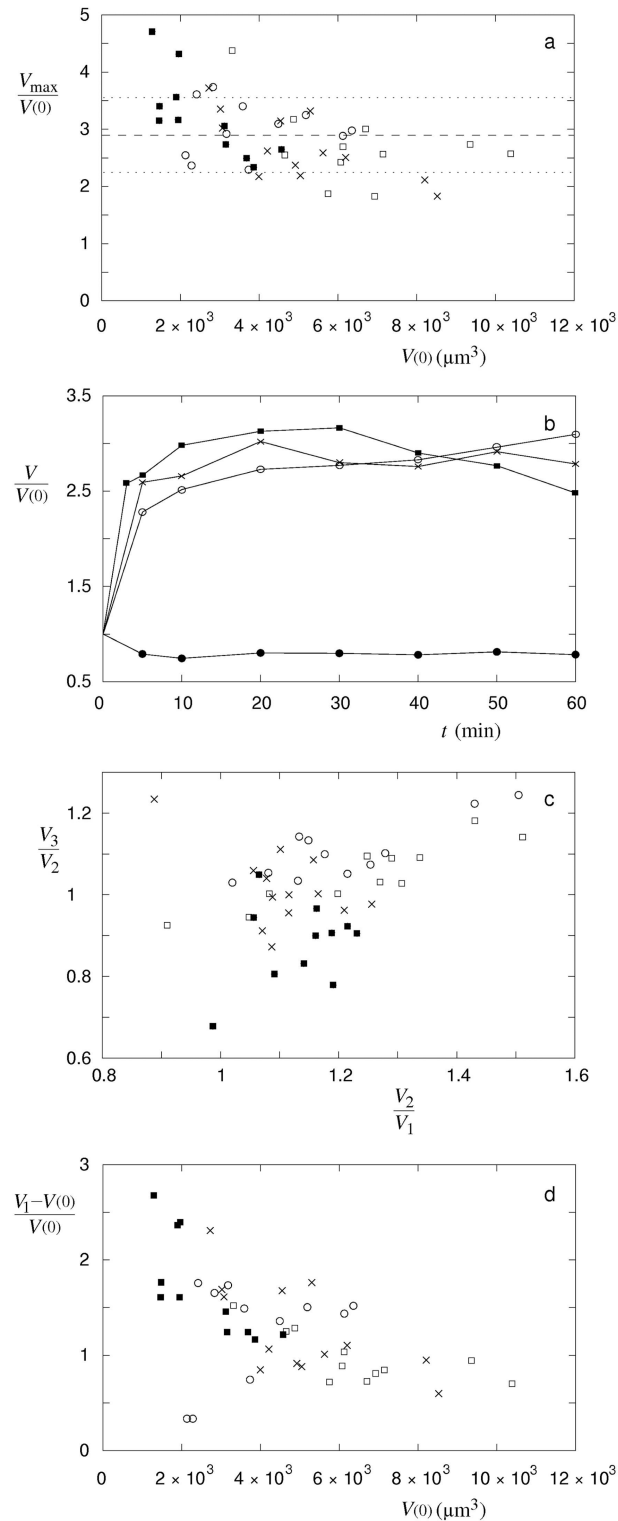 a
V_max / V(0)
5
4
3
2
1
0
0 2 × 10³ 4 × 10³ 6 × 10³ 8 × 10³ 10 × 10³ 12 × 10³
V(0) (µm³)
b
V / V(0)
3.5
2.5
1.5
0.5
0 10 20 30 40 50 60
t (min)
c
V₃ / V₂
1.2
1
0.8
0.6
0.8 1 1.2 1.4 1.6
V₂ / V₁
d
V₁−V(0) / V(0)
3
2
1
0
0 2 × 10³ 4 × 10³ 6 × 10³ 8 × 10³ 10 × 10³ 12 × 10³
V(0) (µm³)